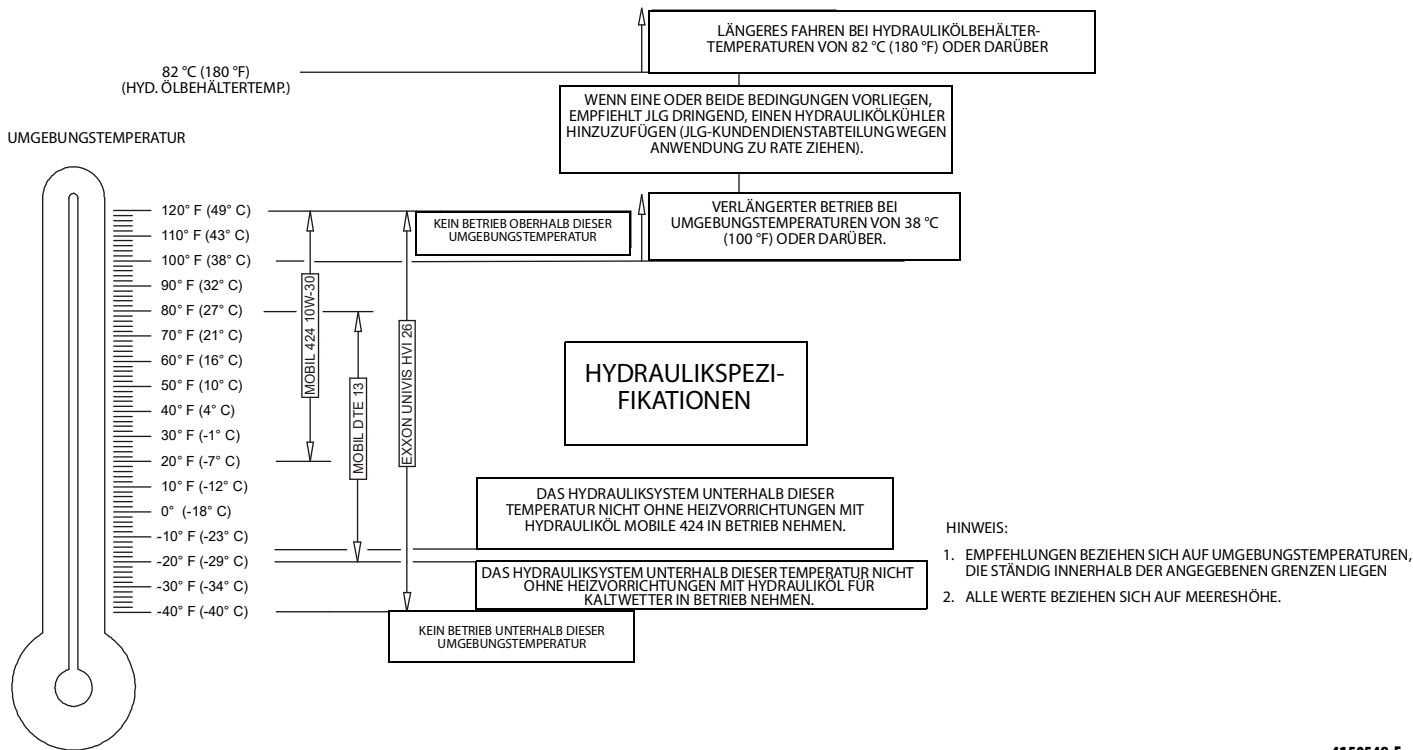 LÄNGERES FAHREN BEI HYDRAULIKÖLBEHÄLTER-
TEMPERATUREN VON 82 °C (180 °F) ODER DARÜBER
82 °C (180 °F)
(HYD. ÖLBEHÄLTERTEMP.)
WENN EINE ODER BEIDE BEDINGUNGEN VORLIEGEN,
EMPFIEHLT JLG DRINGEND, EINEN HYDRAULIKÖLKÜHLER
HINZUZUFÜGEN (JLG-KUNDENDIENSTABTEILUNG WEGEN
ANWENDUNG ZU RATE ZIEHEN).
UMGEBUNGSTEMPERATUR
120° F (49° C)
110° F (43° C)
100° F (38° C)
90° F (32° C)
80° F (27° C)
70° F (21° C)
60° F (16° C)
50° F (10° C)
40° F (4° C)
30° F (-1° C)
20° F (-7° C)
10° F (-12° C)
0° (-18° C)
-10° F (-23° C)
-20° F (-29° C)
-30° F (-34° C)
-40° F (-40° C)
MOBIL 424 10W-30
MOBIL DTE 13
EXXON UNIVIS HVI 26
KEIN BETRIEB OBERHALB DIESER
UMGEBUNGSTEMPERATUR
VERLÄNGERTER BETRIEB BEI
UMGEBUNGSTEMPERATUREN VON 38 °C
(100 °F) ODER DARÜBER.
HYDRAULIKSPEZI-
FIKATIONEN
DAS HYDRAULIKSYSTEM UNTERHALB DIESER
TEMPERATUR NICHT OHNE HEIZVORRICHTUNGEN MIT
HYDRAULIKÖL MOBILE 424 IN BETRIEB NEHMEN.
DAS HYDRAULIKSYSTEM UNTERHALB DIESER TEMPERATUR NICHT
OHNE HEIZVORRICHTUNGEN MIT HYDRAULIKÖL FÜR
KALTWETTER IN BETRIEB NEHMEN.
KEIN BETRIEB UNTERHALB DIESER
UMGEBUNGSTEMPERATUR
HINWEIS:
1. EMPFEHLUNGEN BEZIEHEN SICH AUF UMGEBUNGSTEMPERATUREN,
DIE STÄNDIG INNERHALB DER ANGEGEBENEN GRENZEN LIEGEN
2. ALLE WERTE BEZIEHEN SICH AUF MEERESHÖHE.